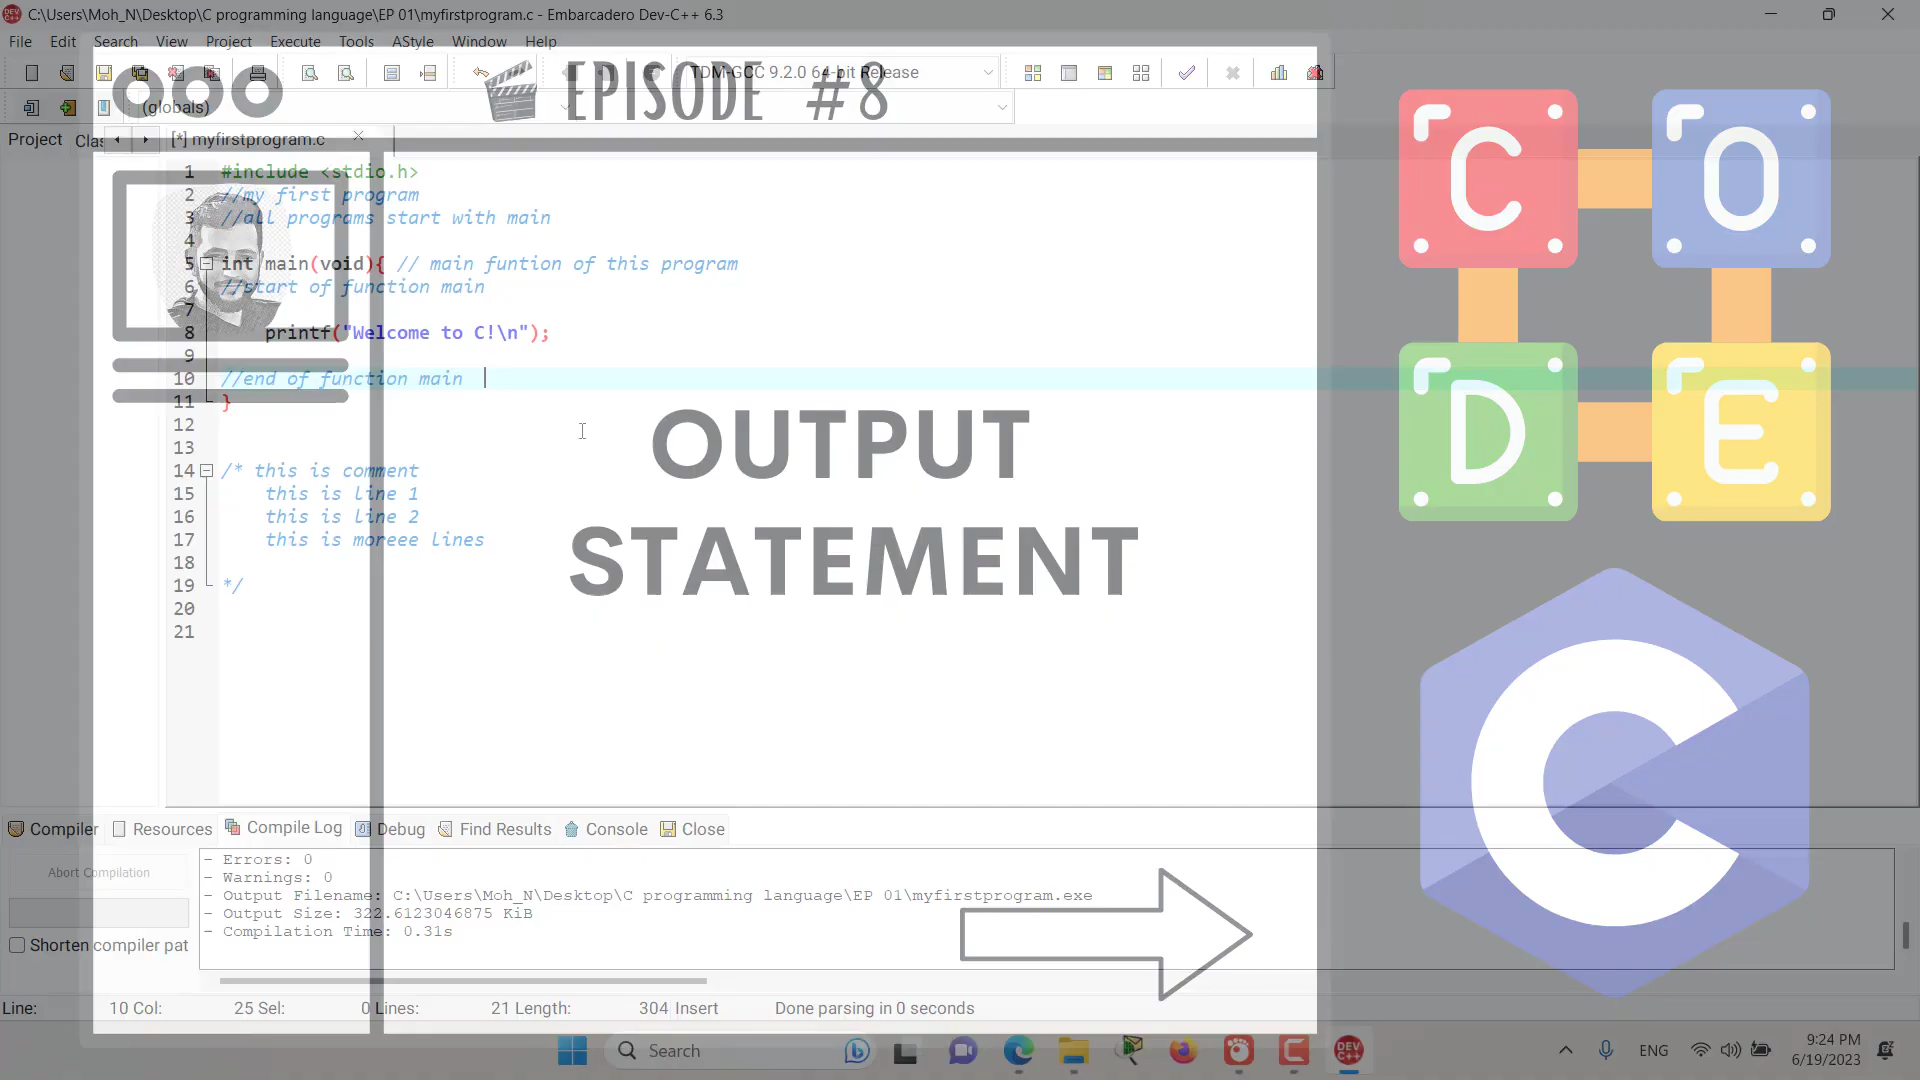 C:\Users\Moh_N\Desktop\C programming language\EP 01\myfirstprogram.c - Embarcadero Dev-C++ 6.3
File Edit Search View Project Execute Tools AStyle Window Help
EPISODE #8
TDM-GCC 9.2.0 64-bit Release
(globals)
Project Clas [*] myfirstprogram.c
1 #include <stdio.h>
2 //my first program
3 //all programs start with main
4
5 int main(void){ // main funtion of this program
6 //start of function main
7
8 printf("Welcome to C!\n");
9
10 //end of function main
11 }
12
13
14 /* this is comment
15 this is line 1
16 this is line 2
17 this is moreee lines
18
19 */
20
21
OUTPUT
STATEMENT
C O
D E
C
Compiler Resources Compile Log Debug Find Results Console Close
Abort Compilation
Shorten compiler pat
- Errors: 0
- Warnings: 0
- Output Filename: C:\Users\Moh_N\Desktop\C programming language\EP 01\myfirstprogram.exe
- Output Size: 322.6123046875 KiB
- Compilation Time: 0.31s
Line: 10 Col: 25 Sel: 0 Lines: 21 Length: 304 Insert Done parsing in 0 seconds
Search
DEV C++
ENG
9:24 PM
6/19/2023